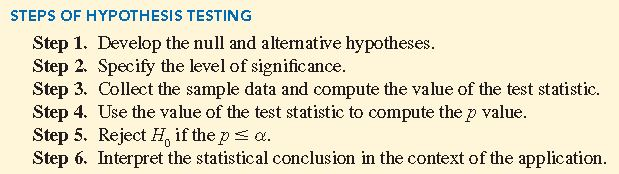 STEPS OF HYPOTHESIS TESTING
Step 1. Develop the null and alternative hypotheses.
Step 2. Specify the level of significance.
Step 3. Collect the sample data and compute the value of the test statistic.
Step 4. Use the value of the test statistic to compute the p value.
Step 5. Reject H₀ if the p ≤ α.
Step 6. Interpret the statistical conclusion in the context of the application.